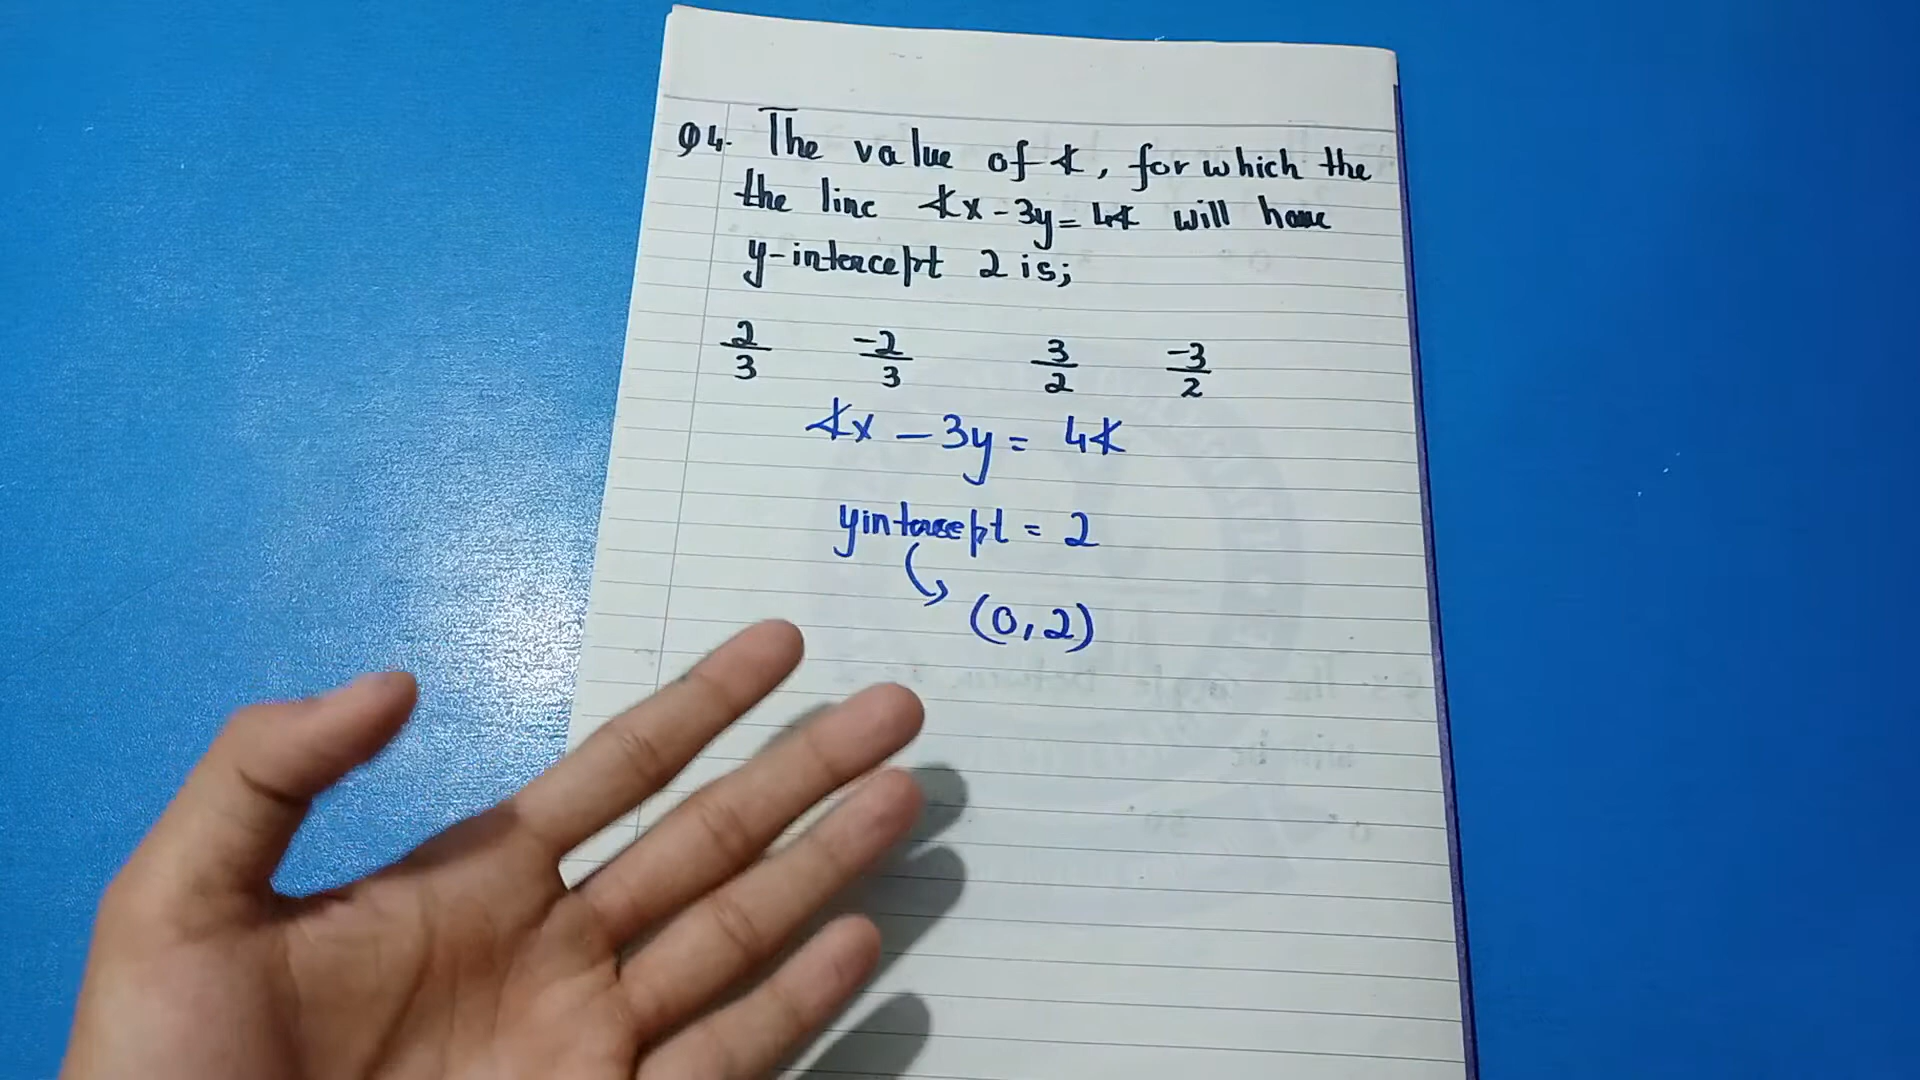 Q4. The value of k, for which the
the line kx-3y=4k will have
y-intercept 2 is;
2/3 -2/3 3/2 -3/2
kx - 3y = 4k
yintercept = 2
(0,2)